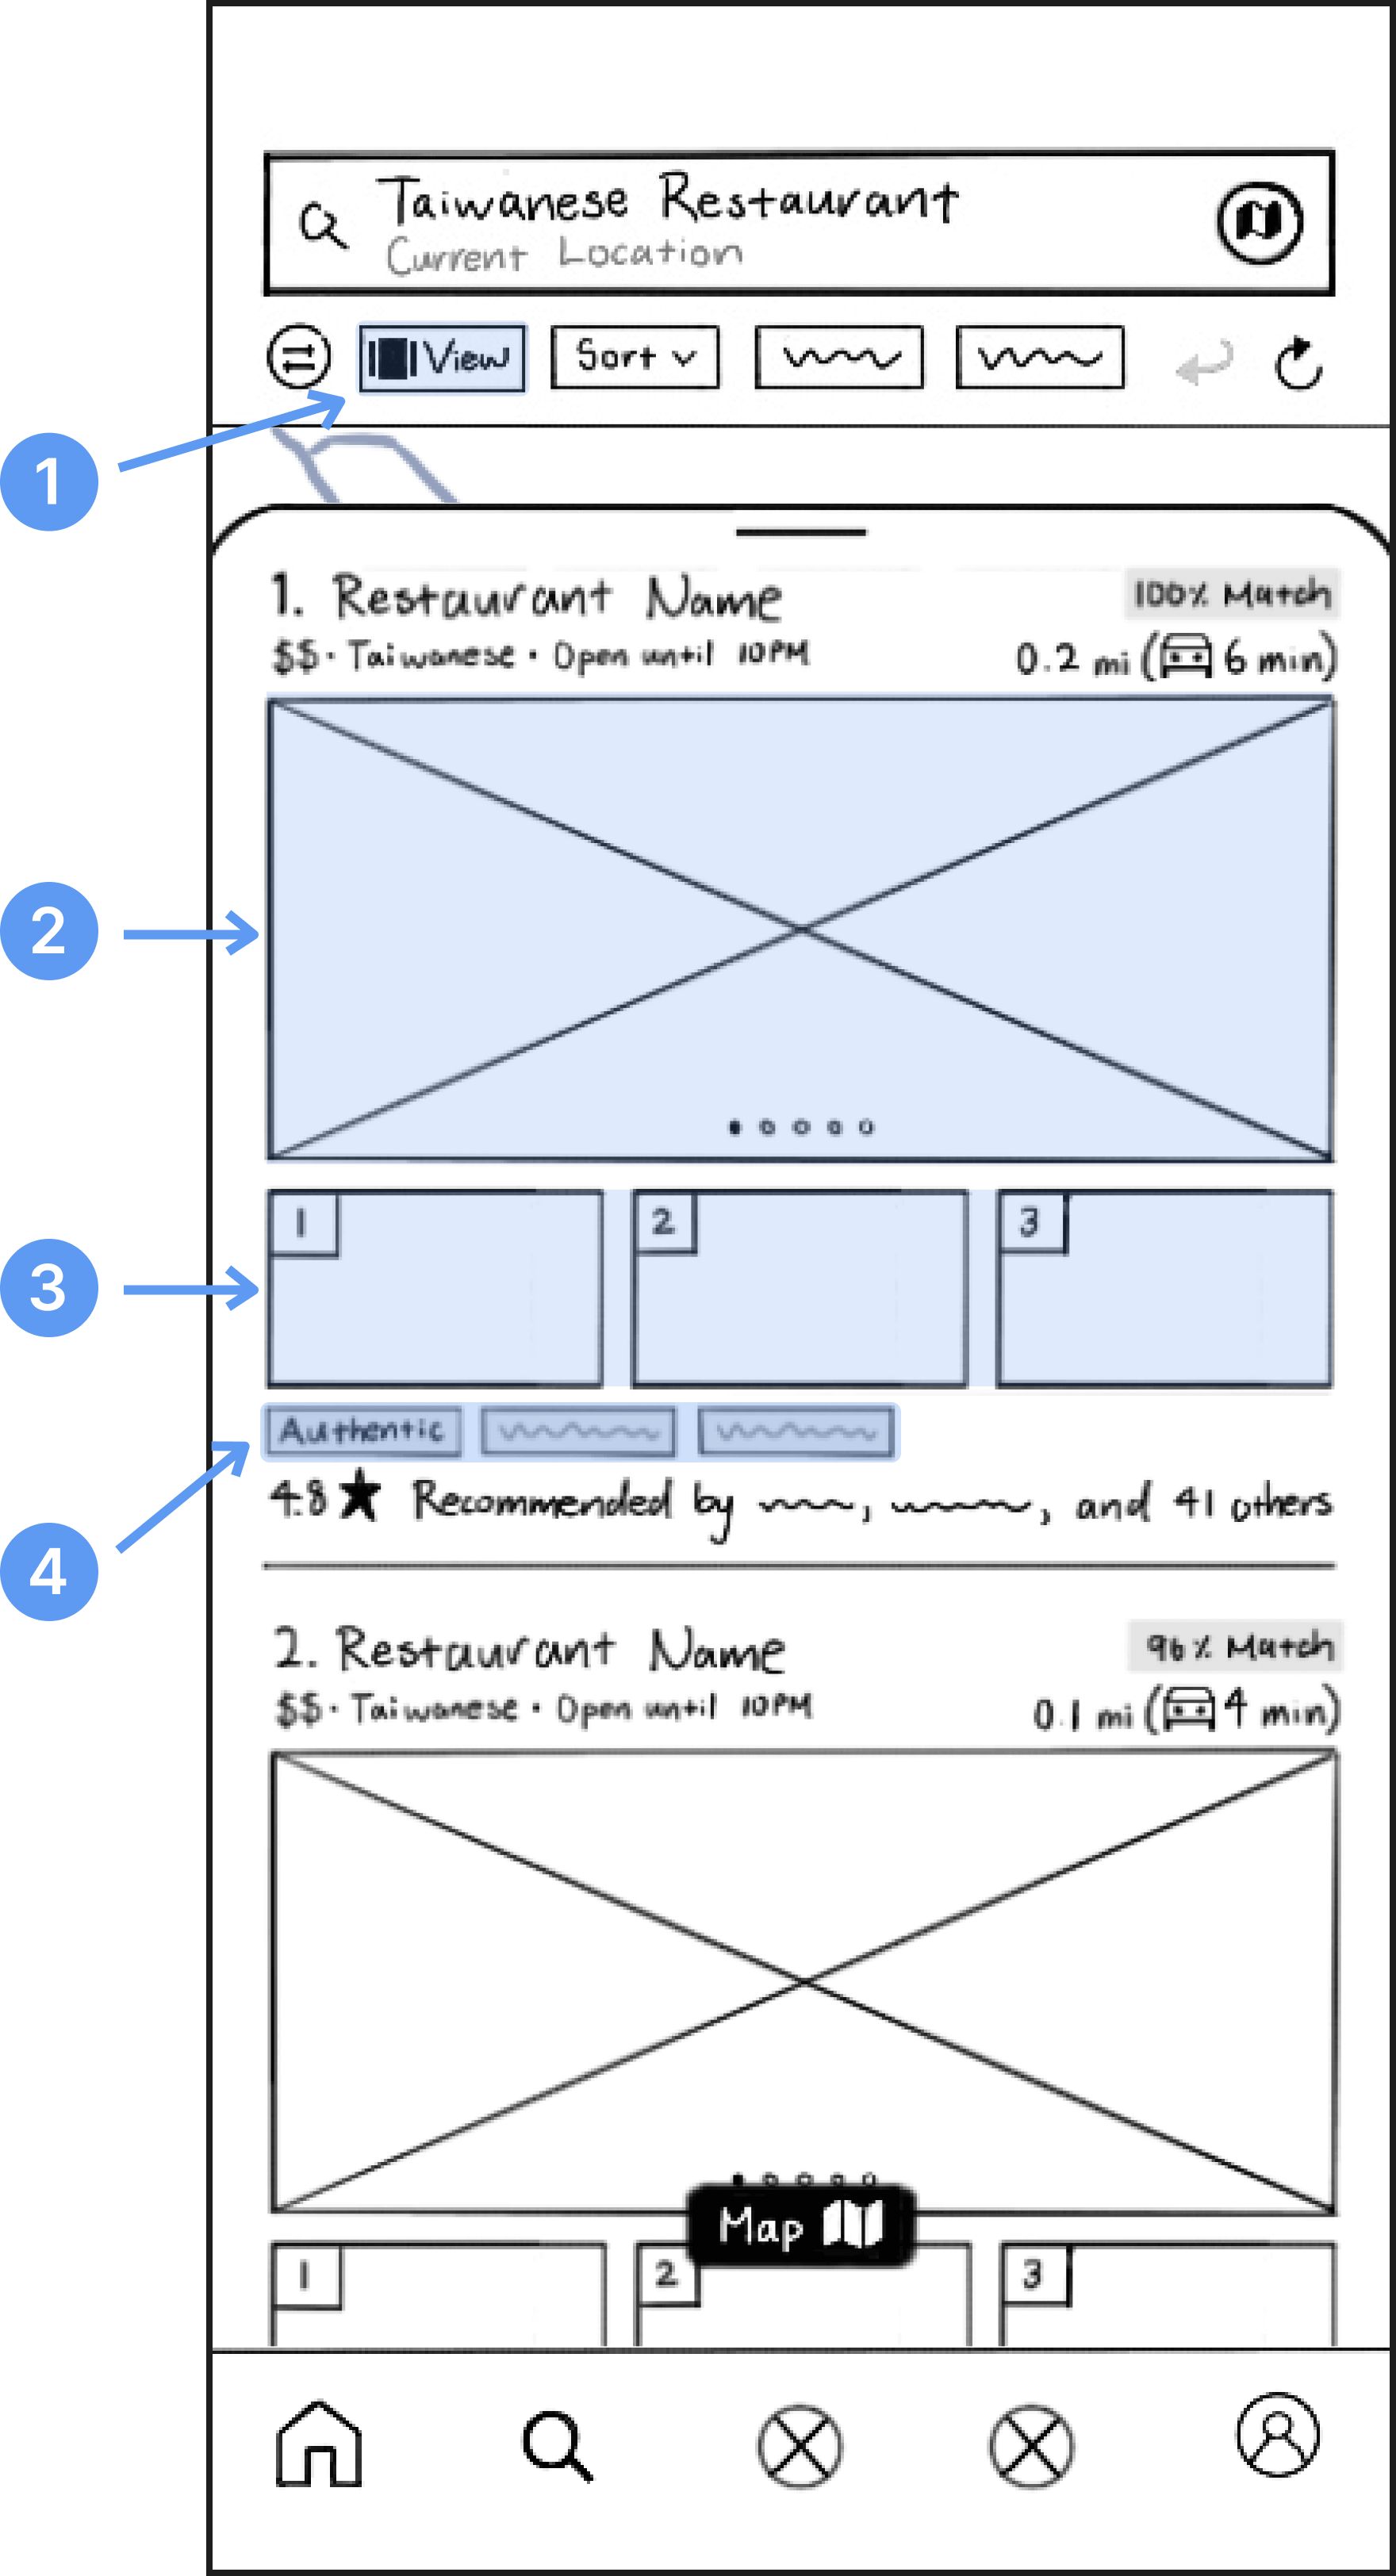 Taiwanese Restaurant
Current Location
View
Sort
1
1. Restaurant Name
100% Match
$$ · Taiwanese · Open until 10PM
0.2 mi ( 6 min)
2
3
1
2
3
4
Authentic
4.8 ★ Recommended by , , and 41 others
2. Restaurant Name
96% Match
$$ · Taiwanese · Open until 10PM
0.1 mi ( 4 min)
Map
1
2
3